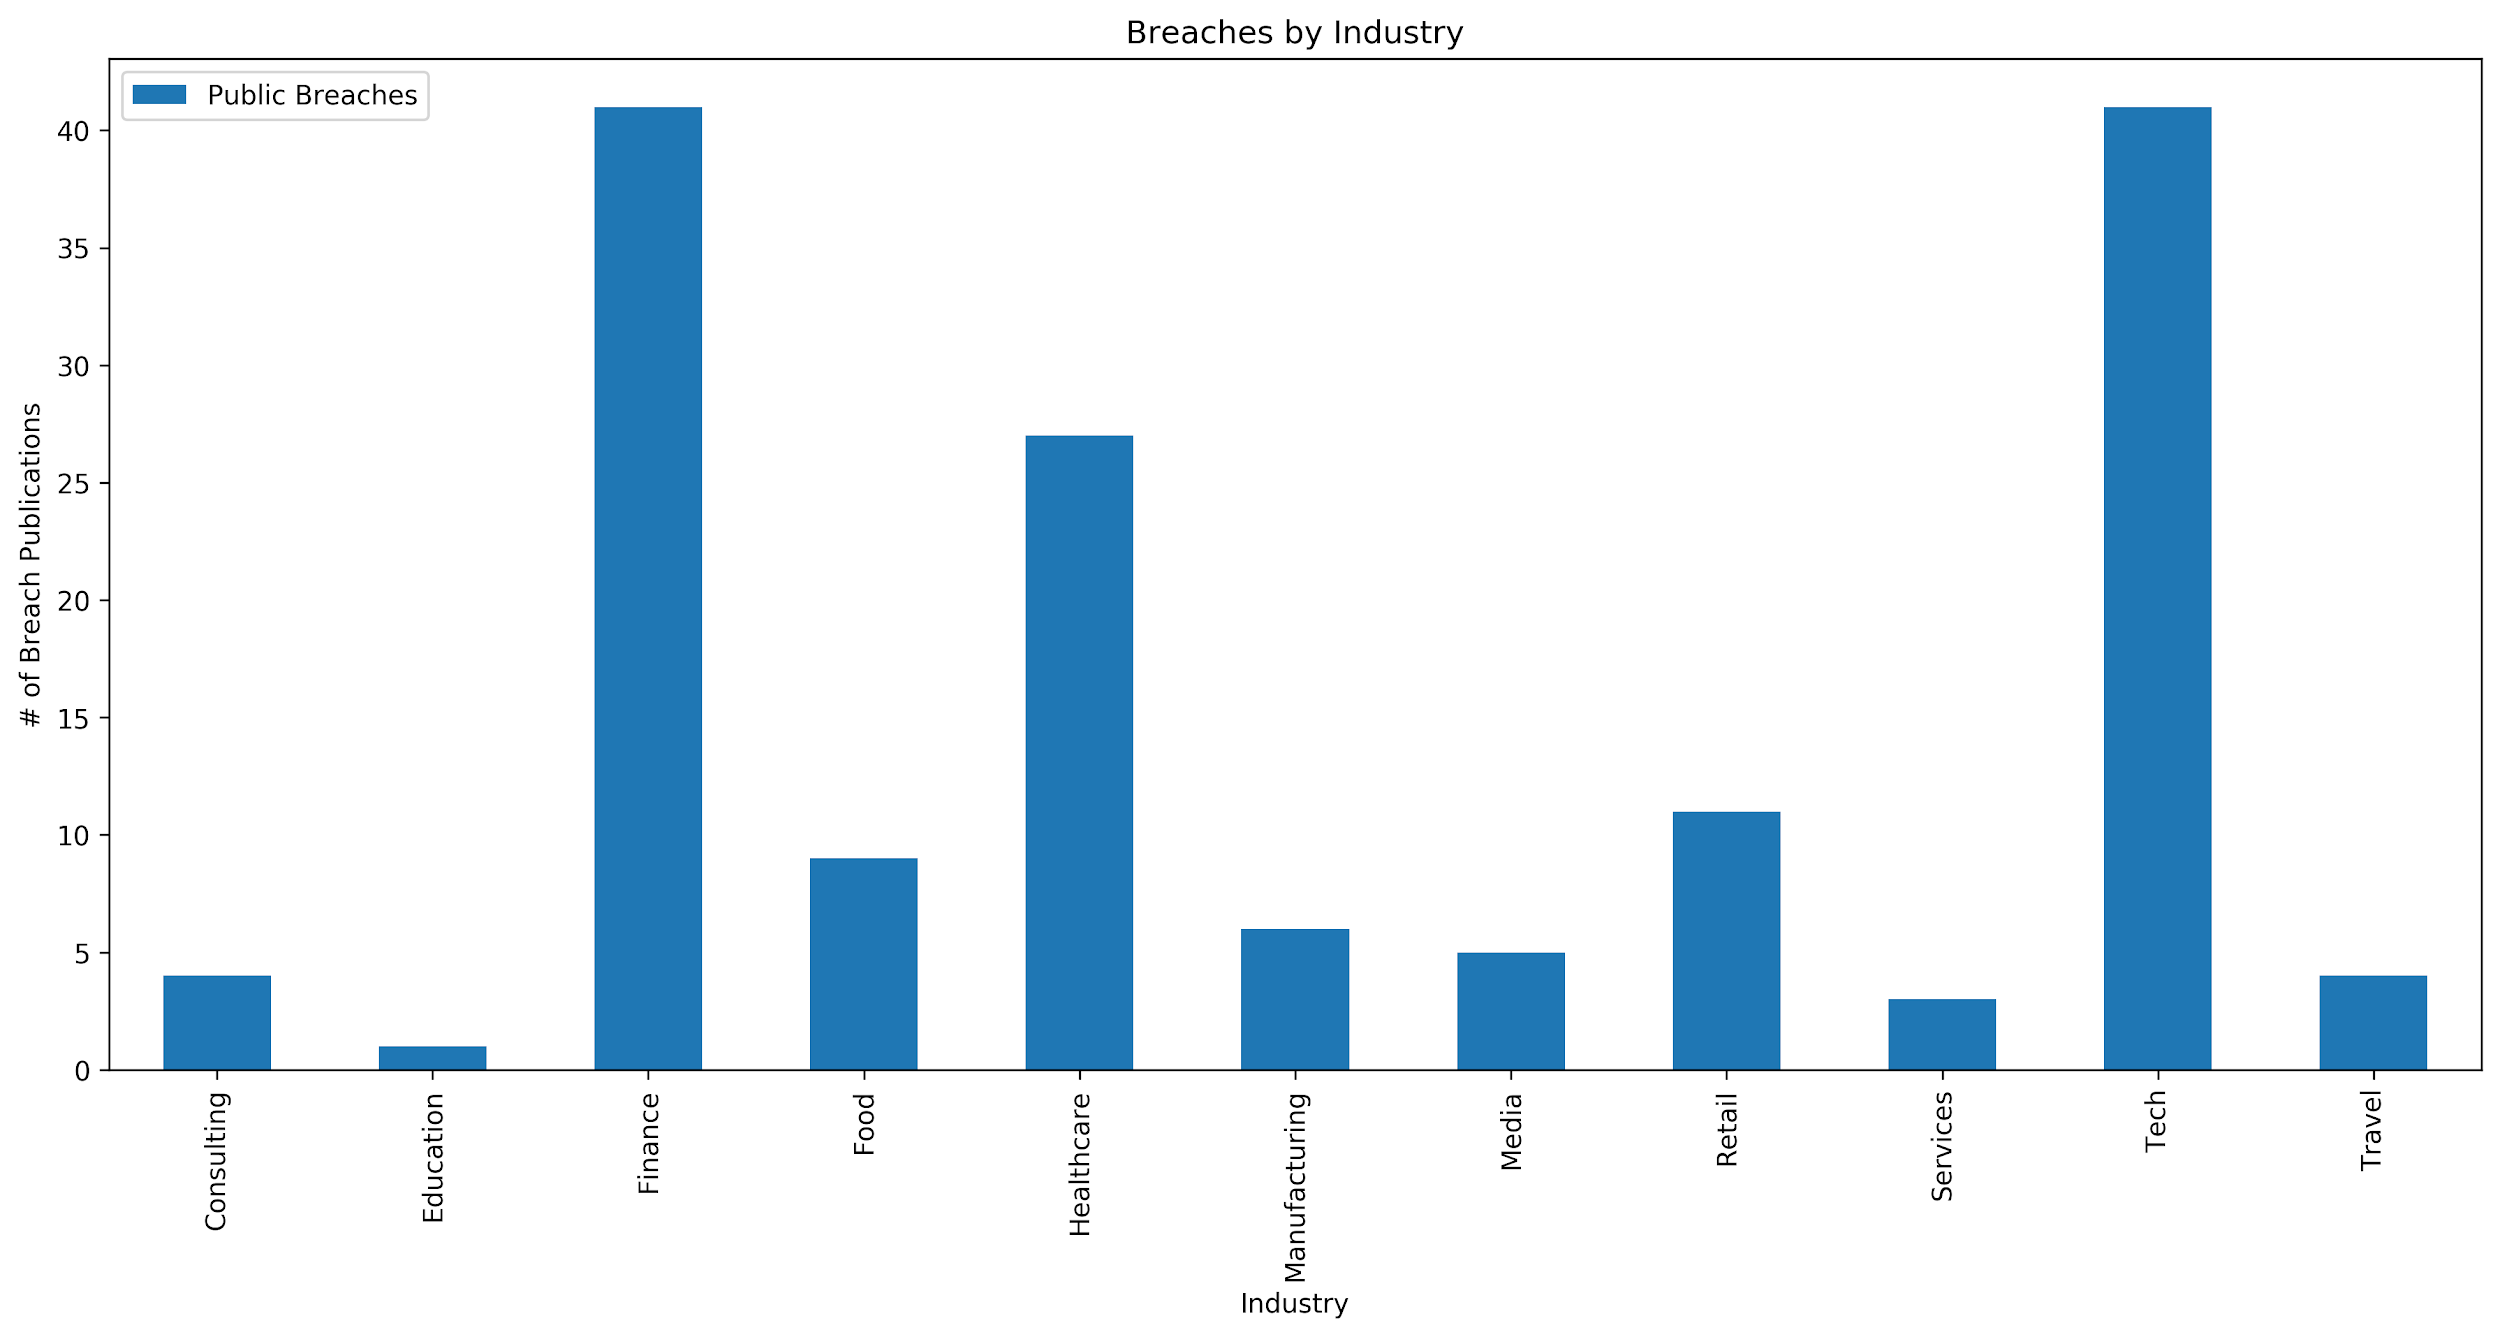 Breaches by Industry
Public Breaches
# of Breach Publications
40
35
30
25
20
15
10
5
0
Consulting
Education
Finance
Food
Healthcare
Manufacturing
Media
Retail
Services
Tech
Travel
Industry